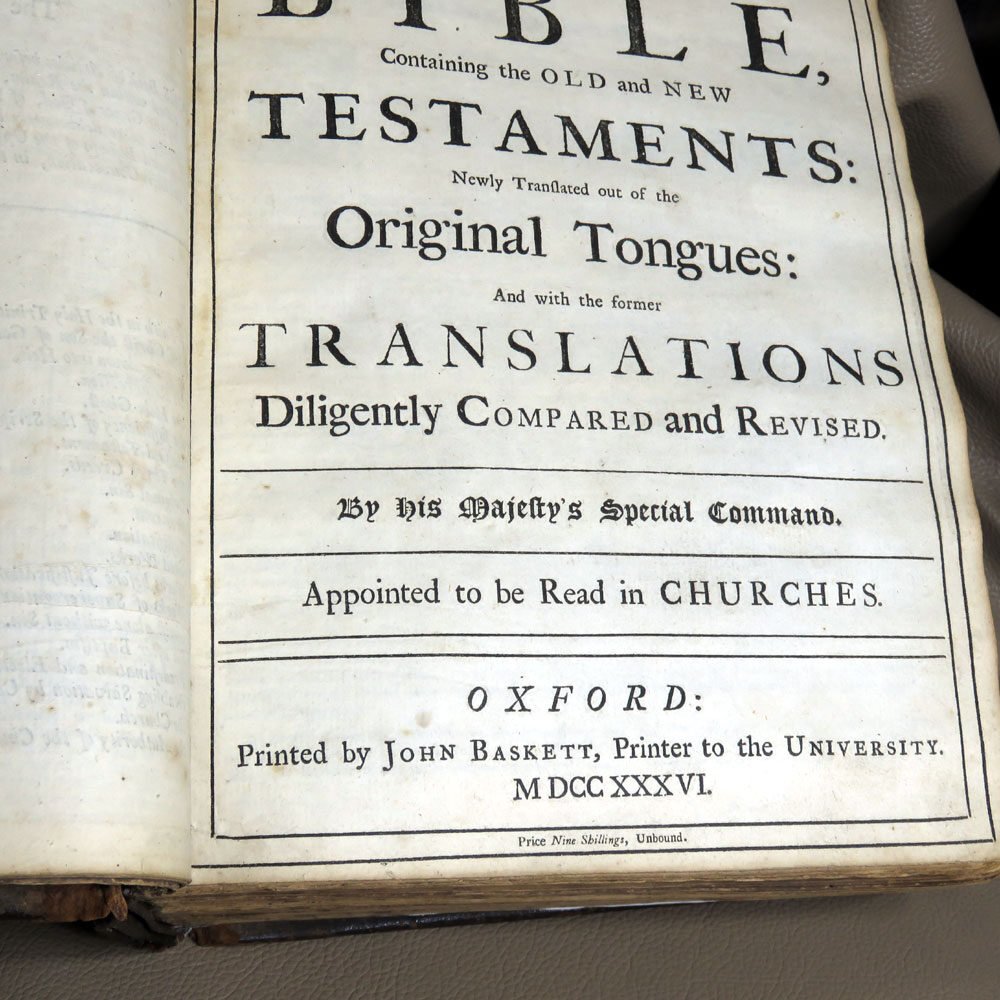 BIBLE,
Containing the OLD and NEW
TESTAMENTS:
Newly Tranſlated out of the
Original Tongues:
And with the former
TRANSLATIONS
Diligently COMPARED and REVISED.
By His Majeſty's Special Command.
Appointed to be Read in CHURCHES.
OXFORD:
Printed by JOHN BASKETT, Printer to the UNIVERSITY.
M DCC XXXVI.
Price Nine Shillings, Unbound.